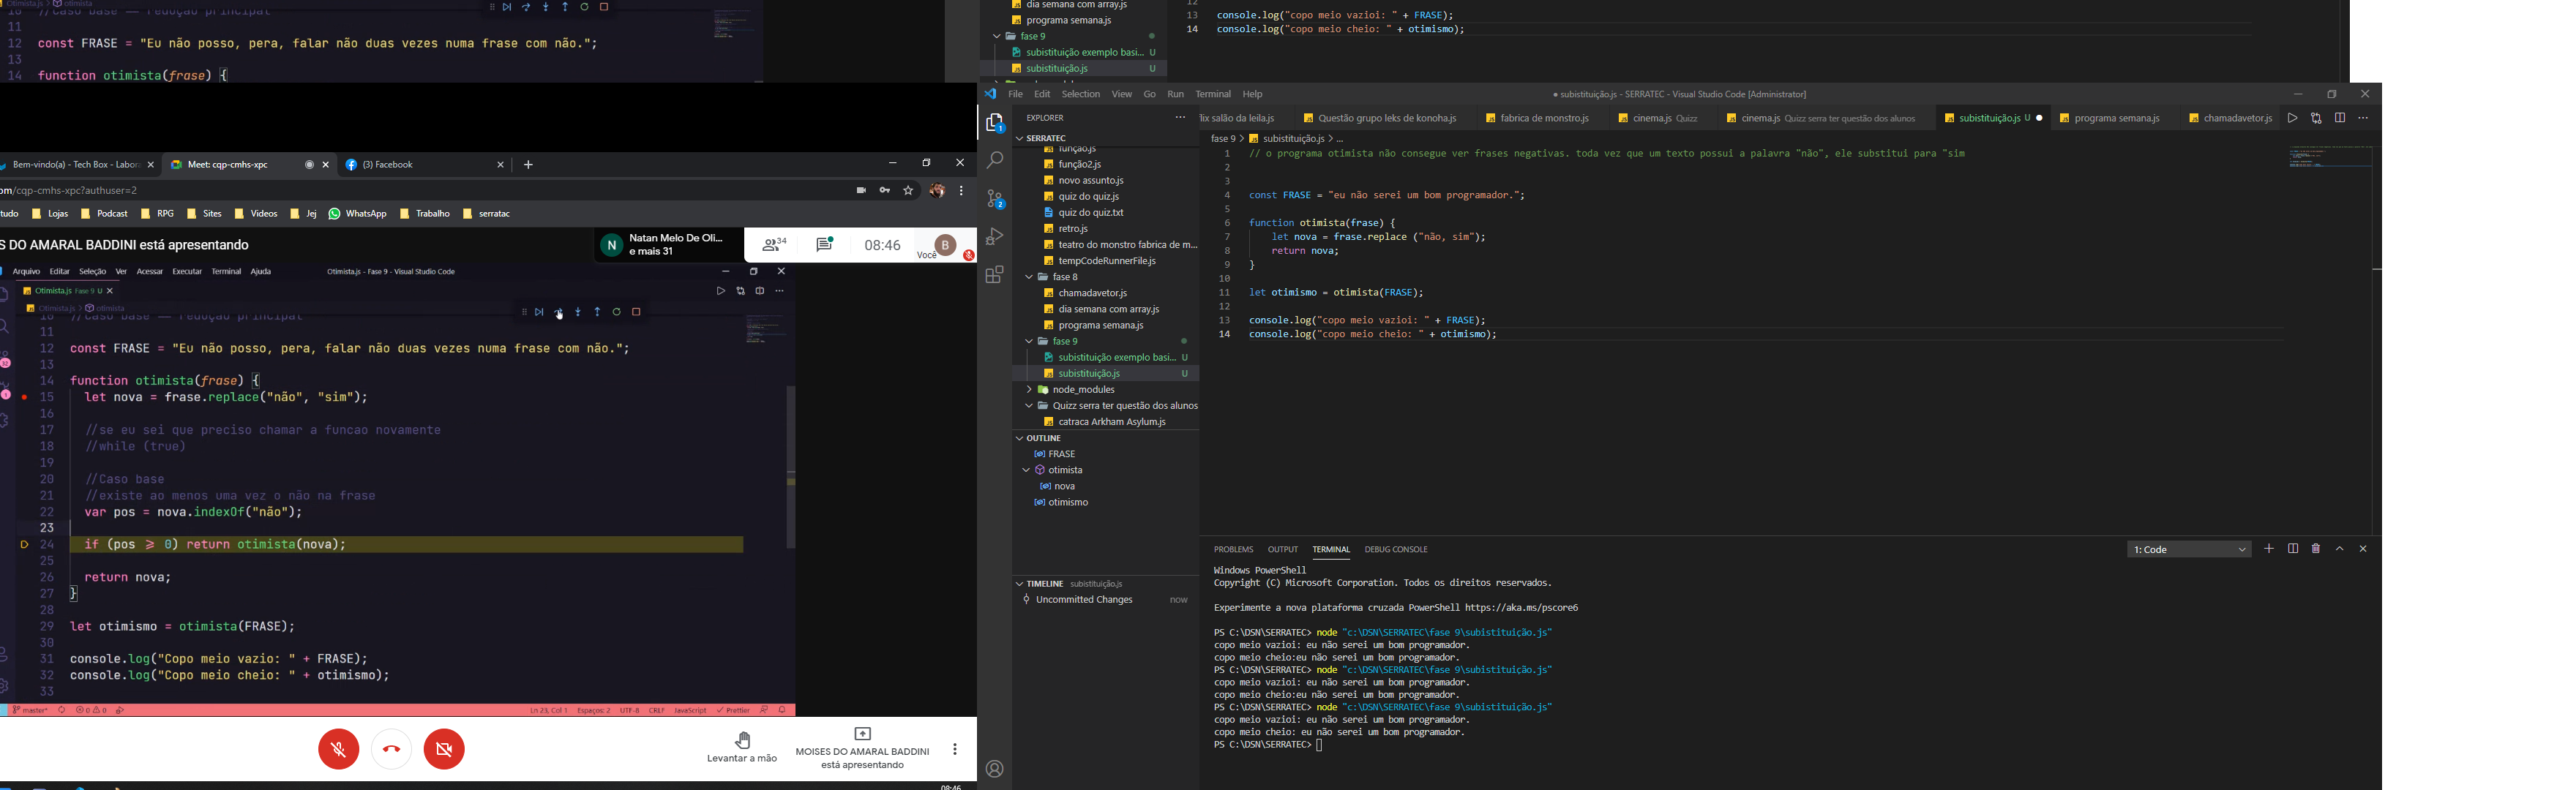 Otimista.js > otimista
10 //Caso base — redução principal
11
12 const FRASE = "Eu não posso, pera, falar não duas vezes numa frase com não.";
13
14 function otimista(frase) {
dia semana com array.js
programa semana.js
fase 9
subistituição exemplo basi... U
subistituição.js U
12
13 console.log("copo meio vazioi: " + FRASE);
14 console.log("copo meio cheio: " + otimismo);
Bem-vindo(a) - Tech Box - Labora
Meet: cqp-cmhs-xpc
(3) Facebook
om/cqp-cmhs-xpc?authuser=2
tudo Lojas Podcast RPG Sites Videos Jej WhatsApp Trabalho serratac
S DO AMARAL BADDINI está apresentando
N Natan Melo De Oli...
e mais 31
34
08:46
B
Você
Arquivo Editar Seleção Ver Acessar Executar Terminal Ajuda
Otimista.js - Fase 9 - Visual Studio Code
Otimista.js Fase 9 U
Otimista.js > otimista
10 //Caso base — redução principal
11
12 const FRASE = "Eu não posso, pera, falar não duas vezes numa frase com não.";
13
14 function otimista(frase) {
15 let nova = frase.replace("não", "sim");
16
17 //se eu sei que preciso chamar a funcao novamente
18 //while (true)
19
20 //Caso base
21 //existe ao menos uma vez o não na frase
22 var pos = nova.indexOf("não");
23
24 if (pos ≥ 0) return otimista(nova);
25
26 return nova;
27 }
28
29 let otimismo = otimista(FRASE);
30
31 console.log("Copo meio vazio: " + FRASE);
32 console.log("Copo meio cheio: " + otimismo);
33
master* 0 0
Ln 23, Col 1 Espaços: 2 UTF-8 CRLF JavaScript Prettier
Levantar a mão
MOISES DO AMARAL BADDINI
está apresentando
08:46
File Edit Selection View Go Run Terminal Help
● subistituição.js - SERRATEC - Visual Studio Code [Administrator]
EXPLORER
SERRATEC
função.js
função2.js
novo assunto.js
quiz do quiz.js
quiz do quiz.txt
retro.js
teatro do monstro fabrica de m...
tempCodeRunnerFile.js
fase 8
chamadavetor.js
dia semana com array.js
programa semana.js
fase 9
subistituição exemplo basi... U
subistituição.js U
node_modules
Quizz serra ter questão dos alunos
catraca Arkham Asylum.js
OUTLINE
FRASE
otimista
nova
otimismo
TIMELINE subistituição.js
Uncommitted Changes now
flix salão da leila.js
Questão grupo leks de konoha.js
fabrica de monstro.js
cinema.js Quizz
cinema.js Quizz serra ter questão dos alunos
subistituição.js U ●
programa semana.js
chamadavetor.js
fase 9 > subistituição.js > ...
1 // o programa otimista não consegue ver frases negativas. toda vez que um texto possui a palavra "não", ele substitui para "sim
2
3
4 const FRASE = "eu não serei um bom programador.";
5
6 function otimista(frase) {
7 let nova = frase.replace ("não, sim");
8 return nova;
9 }
10
11 let otimismo = otimista(FRASE);
12
13 console.log("copo meio vazioi: " + FRASE);
14 console.log("copo meio cheio: " + otimismo);
PROBLEMS OUTPUT TERMINAL DEBUG CONSOLE
1: Code
Windows PowerShell
Copyright (C) Microsoft Corporation. Todos os direitos reservados.
Experimente a nova plataforma cruzada PowerShell https://aka.ms/pscore6
PS C:\DSN\SERRATEC> node "c:\DSN\SERRATEC\fase 9\subistituição.js"
copo meio vazioi: eu não serei um bom programador.
copo meio cheio:eu não serei um bom programador.
PS C:\DSN\SERRATEC> node "c:\DSN\SERRATEC\fase 9\subistituição.js"
copo meio vazioi: eu não serei um bom programador.
copo meio cheio:eu não serei um bom programador.
PS C:\DSN\SERRATEC> node "c:\DSN\SERRATEC\fase 9\subistituição.js"
copo meio vazioi: eu não serei um bom programador.
copo meio cheio: eu não serei um bom programador.
PS C:\DSN\SERRATEC>